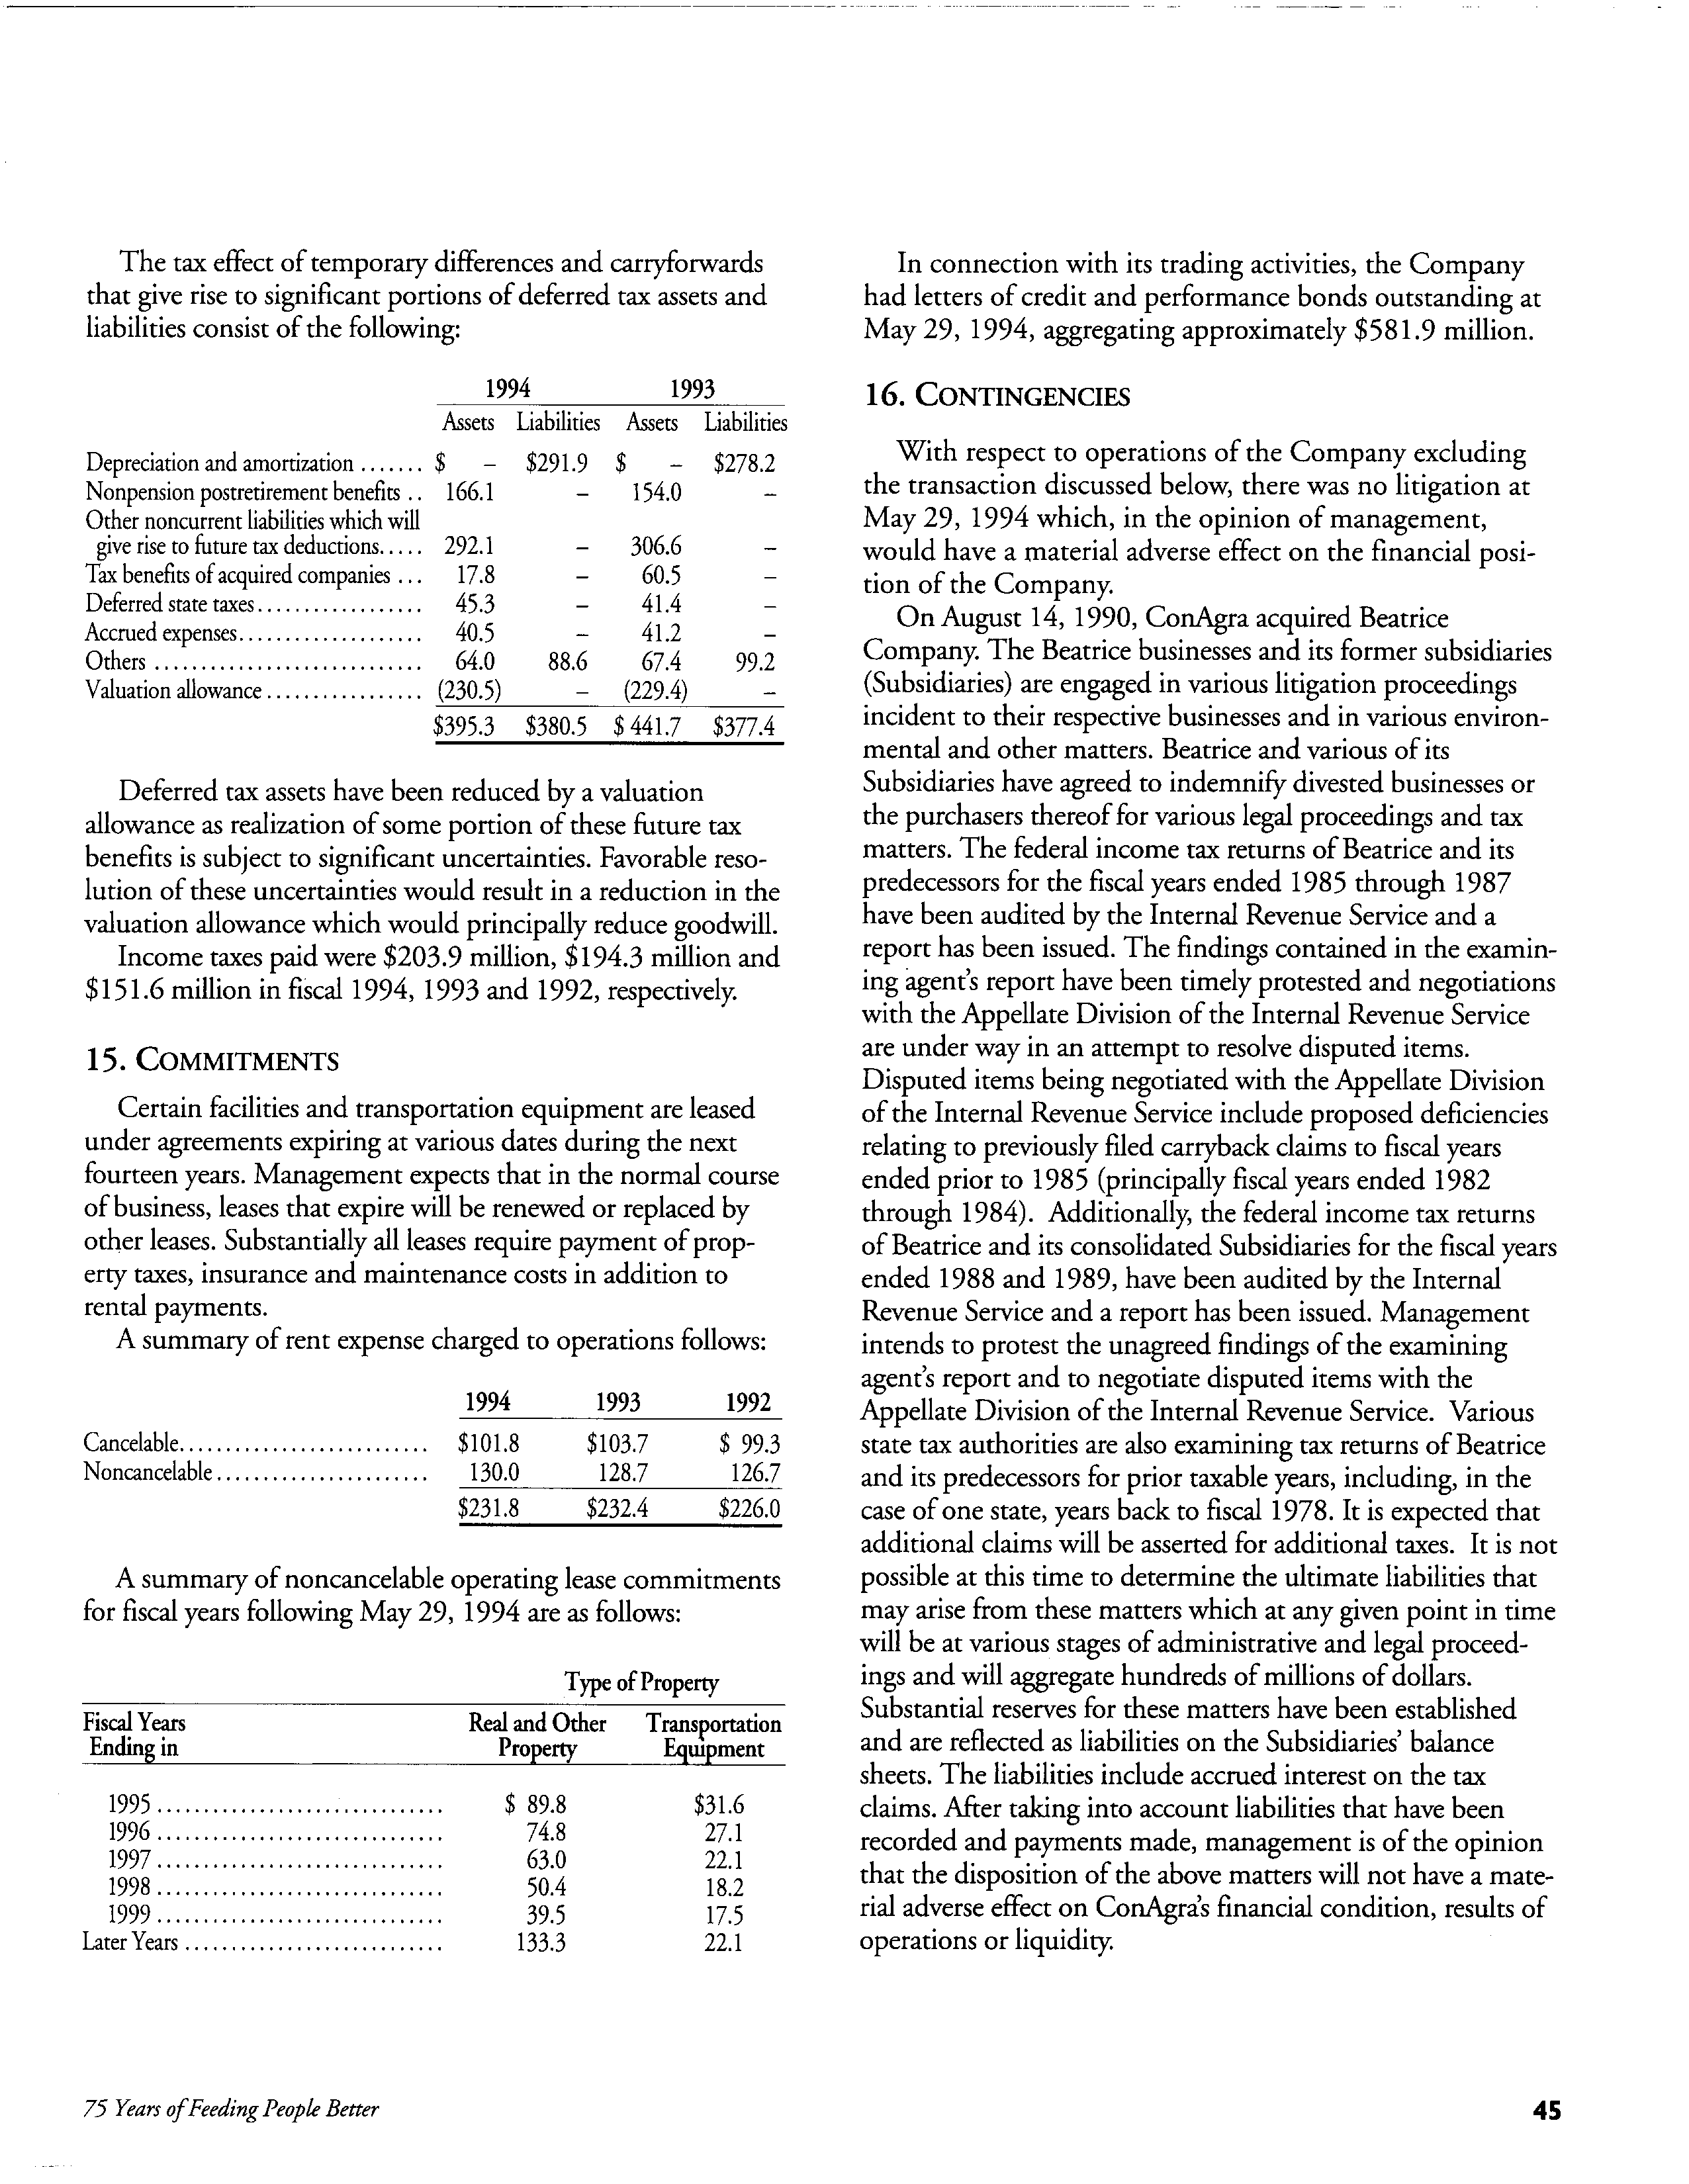 The tax effect of temporary differences and carryforwards
that give rise to significant portions of deferred tax assets and
liabilities consist of the following:
1994 1993
Assets Liabilities Assets Liabilities
Depreciation and amortization ....... $ – $291.9 $ – $278.2
Nonpension postretirement benefits .. 166.1 – 154.0 –
Other noncurrent liabilities which will
give rise to future tax deductions..... 292.1 – 306.6 –
Tax benefits of acquired companies ... 17.8 – 60.5 –
Deferred state taxes.................. 45.3 – 41.4 –
Accrued expenses.................... 40.5 – 41.2 –
Others ............................. 64.0 88.6 67.4 99.2
Valuation allowance ................. (230.5) – (229.4) –
$395.3 $380.5 $ 441.7 $377.4
Deferred tax assets have been reduced by a valuation
allowance as realization of some portion of these future tax
benefits is subject to significant uncertainties. Favorable reso-
lution of these uncertainties would result in a reduction in the
valuation allowance which would principally reduce goodwill.
Income taxes paid were $203.9 million, $194.3 million and
$151.6 million in fiscal 1994, 1993 and 1992, respectively.
15. COMMITMENTS
Certain facilities and transportation equipment are leased
under agreements expiring at various dates during the next
fourteen years. Management expects that in the normal course
of business, leases that expire will be renewed or replaced by
other leases. Substantially all leases require payment of prop-
erty taxes, insurance and maintenance costs in addition to
rental payments.
A summary of rent expense charged to operations follows:
1994 1993 1992
Cancelable........................... $101.8 $103.7 $ 99.3
Noncancelable....................... 130.0 128.7 126.7
$231.8 $232.4 $226.0
A summary of noncancelable operating lease commitments
for fiscal years following May 29, 1994 are as follows:
Type of Property
Fiscal Years Real and Other Transportation
Ending in Property Equipment
1995 ............................... $ 89.8 $31.6
1996 ............................... 74.8 27.1
1997 ............................... 63.0 22.1
1998 ............................... 50.4 18.2
1999 ............................... 39.5 17.5
Later Years ............................ 133.3 22.1
In connection with its trading activities, the Company
had letters of credit and performance bonds outstanding at
May 29, 1994, aggregating approximately $581.9 million.
16. CONTINGENCIES
With respect to operations of the Company excluding
the transaction discussed below, there was no litigation at
May 29, 1994 which, in the opinion of management,
would have a material adverse effect on the financial posi-
tion of the Company.
On August 14, 1990, ConAgra acquired Beatrice
Company. The Beatrice businesses and its former subsidiaries
(Subsidiaries) are engaged in various litigation proceedings
incident to their respective businesses and in various environ-
mental and other matters. Beatrice and various of its
Subsidiaries have agreed to indemnify divested businesses or
the purchasers thereof for various legal proceedings and tax
matters. The federal income tax returns of Beatrice and its
predecessors for the fiscal years ended 1985 through 1987
have been audited by the Internal Revenue Service and a
report has been issued. The findings contained in the examin-
ing agent's report have been timely protested and negotiations
with the Appellate Division of the Internal Revenue Service
are under way in an attempt to resolve disputed items.
Disputed items being negotiated with the Appellate Division
of the Internal Revenue Service include proposed deficiencies
relating to previously filed carryback claims to fiscal years
ended prior to 1985 (principally fiscal years ended 1982
through 1984). Additionally, the federal income tax returns
of Beatrice and its consolidated Subsidiaries for the fiscal years
ended 1988 and 1989, have been audited by the Internal
Revenue Service and a report has been issued. Management
intends to protest the unagreed findings of the examining
agent's report and to negotiate disputed items with the
Appellate Division of the Internal Revenue Service. Various
state tax authorities are also examining tax returns of Beatrice
and its predecessors for prior taxable years, including, in the
case of one state, years back to fiscal 1978. It is expected that
additional claims will be asserted for additional taxes. It is not
possible at this time to determine the ultimate liabilities that
may arise from these matters which at any given point in time
will be at various stages of administrative and legal proceed-
ings and will aggregate hundreds of millions of dollars.
Substantial reserves for these matters have been established
and are reflected as liabilities on the Subsidiaries' balance
sheets. The liabilities include accrued interest on the tax
claims. After taking into account liabilities that have been
recorded and payments made, management is of the opinion
that the disposition of the above matters will not have a mate-
rial adverse effect on ConAgra's financial condition, results of
operations or liquidity.
75 Years of Feeding People Better
45